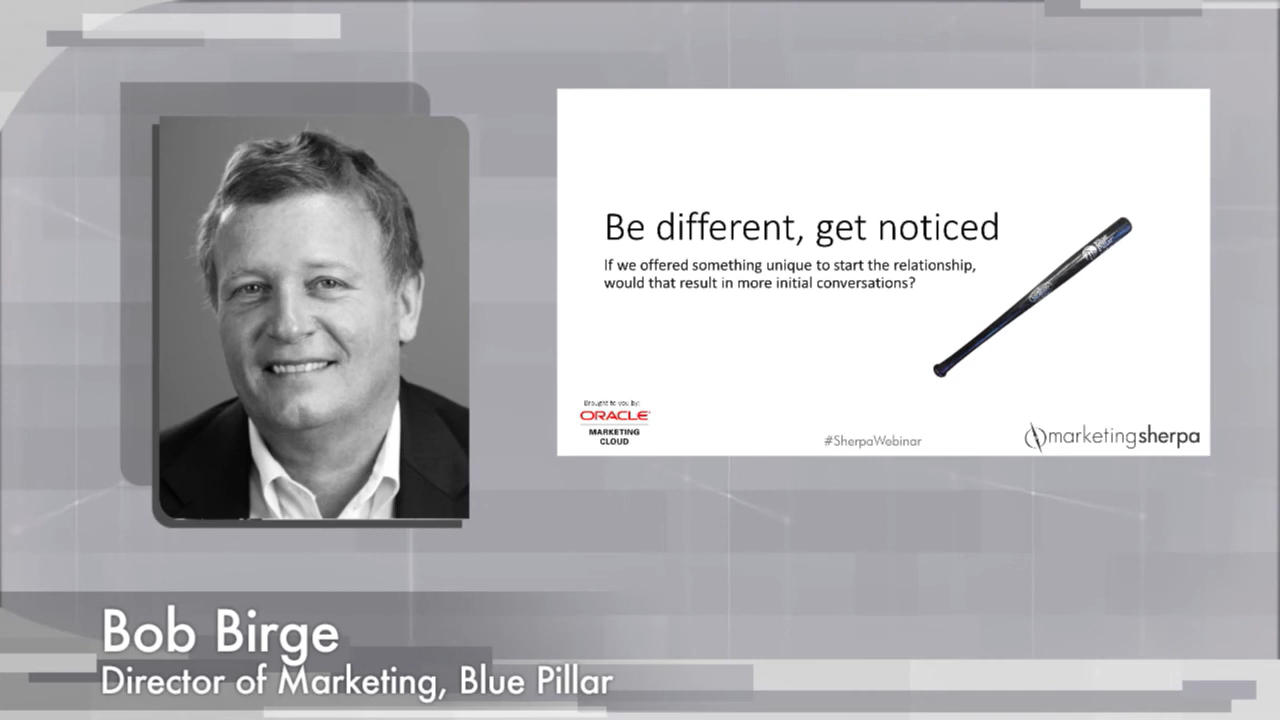 Be different, get noticed
If we offered something unique to start the relationship,
would that result in more initial conversations?
Brought to you by:
ORACLE
MARKETING
CLOUD
#SherpaWebinar
marketingsherpa
Bob Birge
Director of Marketing, Blue Pillar